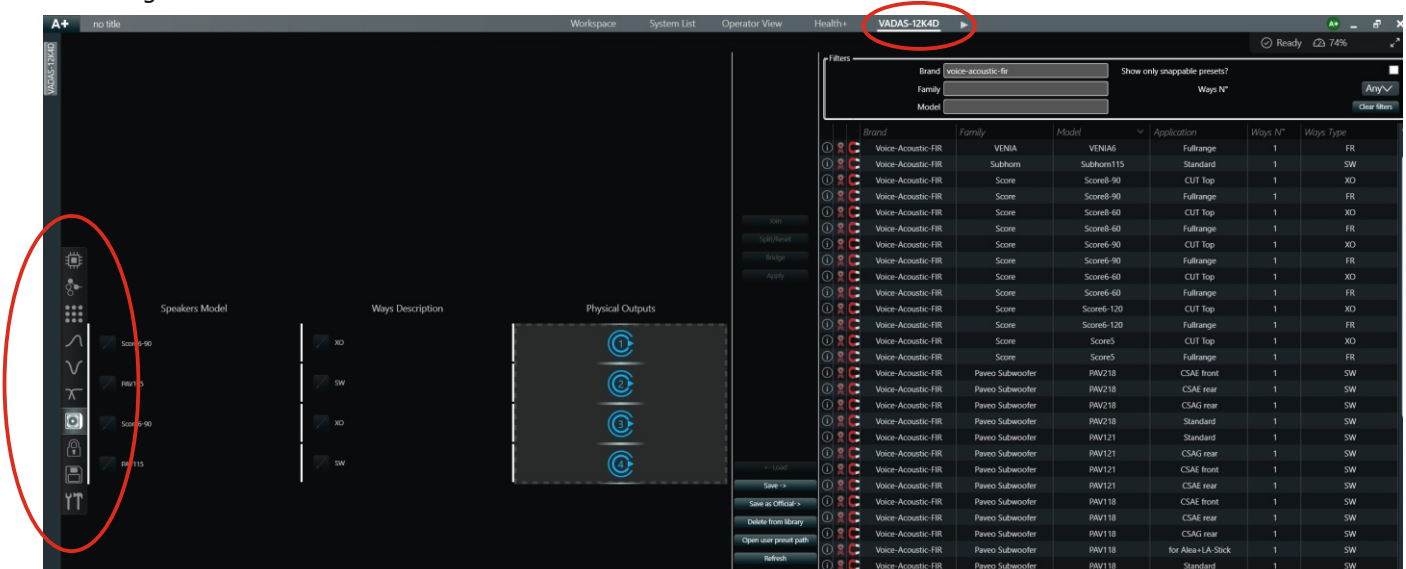 A+ no title Workspace System List Operator View Health+ VADAS-12K4D A+
Ready 74%
VADAS-12K4D
Filters
Brand voice-acoustic-fir Show only snappable presets?
Family Ways N° Any
Model Clear filters
Brand Family Model Application Ways N° Ways Type
Voice-Acoustic-FIR VENIA VENIA6 Fullrange 1 FR
Voice-Acoustic-FIR Subhorn Subhorn115 Standard 1 SW
Voice-Acoustic-FIR Score Score8-90 CUT Top 1 XO
Voice-Acoustic-FIR Score Score8-90 Fullrange 1 FR
Voice-Acoustic-FIR Score Score8-60 CUT Top 1 XO
Voice-Acoustic-FIR Score Score8-60 Fullrange 1 FR
Voice-Acoustic-FIR Score Score6-90 CUT Top 1 XO
Voice-Acoustic-FIR Score Score6-90 Fullrange 1 FR
Voice-Acoustic-FIR Score Score6-60 CUT Top 1 XO
Voice-Acoustic-FIR Score Score6-60 Fullrange 1 FR
Voice-Acoustic-FIR Score Score6-120 CUT Top 1 XO
Voice-Acoustic-FIR Score Score6-120 Fullrange 1 FR
Voice-Acoustic-FIR Score Score5 CUT Top 1 XO
Voice-Acoustic-FIR Score Score5 Fullrange 1 FR
Voice-Acoustic-FIR Paveo Subwoofer PAV218 CSAE front 1 SW
Voice-Acoustic-FIR Paveo Subwoofer PAV218 CSAE rear 1 SW
Voice-Acoustic-FIR Paveo Subwoofer PAV218 CSAG rear 1 SW
Voice-Acoustic-FIR Paveo Subwoofer PAV218 Standard 1 SW
Voice-Acoustic-FIR Paveo Subwoofer PAV121 Standard 1 SW
Voice-Acoustic-FIR Paveo Subwoofer PAV121 CSAG rear 1 SW
Voice-Acoustic-FIR Paveo Subwoofer PAV121 CSAE front 1 SW
Voice-Acoustic-FIR Paveo Subwoofer PAV121 CSAE rear 1 SW
Voice-Acoustic-FIR Paveo Subwoofer PAV118 CSAE front 1 SW
Voice-Acoustic-FIR Paveo Subwoofer PAV118 CSAE rear 1 SW
Voice-Acoustic-FIR Paveo Subwoofer PAV118 CSAG rear 1 SW
Voice-Acoustic-FIR Paveo Subwoofer PAV118 for Alea+LA-Stick 1 SW
Voice-Acoustic-FIR Paveo Subwoofer PAV118 Standard 1 SW
Speakers Model Ways Description Physical Outputs
Score6-90 XO 1
PAV115 SW 2
Score6-90 XO 3
PAV115 SW 4
Join
Split/Reset
Bridge
Apply
<- Load
Save ->
Save as Official->
Delete from library
Open user preset path
Refresh